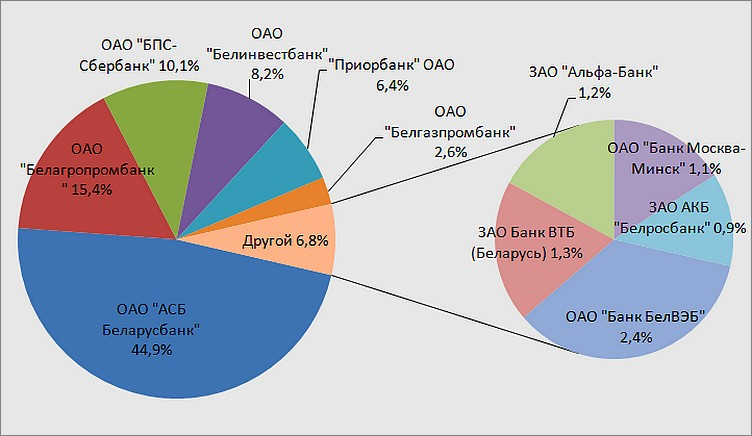 ОАО "БПС-
Сбербанк" 10,1%
ОАО
"Белинвестбанк"
8,2%
"Приорбанк" ОАО
6,4%
ОАО
"Белгазпромбанк"
2,6%
ОАО
"Белагропромбанк
" 15,4%
Другой 6,8%
ОАО "АСБ
Беларусбанк"
44,9%
ЗАО "Альфа-Банк"
1,2%
ОАО "Банк Москва-
Минск" 1,1%
ЗАО АКБ
"Белросбанк" 0,9%
ЗАО Банк ВТБ
(Беларусь) 1,3%
ОАО "Банк БелВЭБ"
2,4%